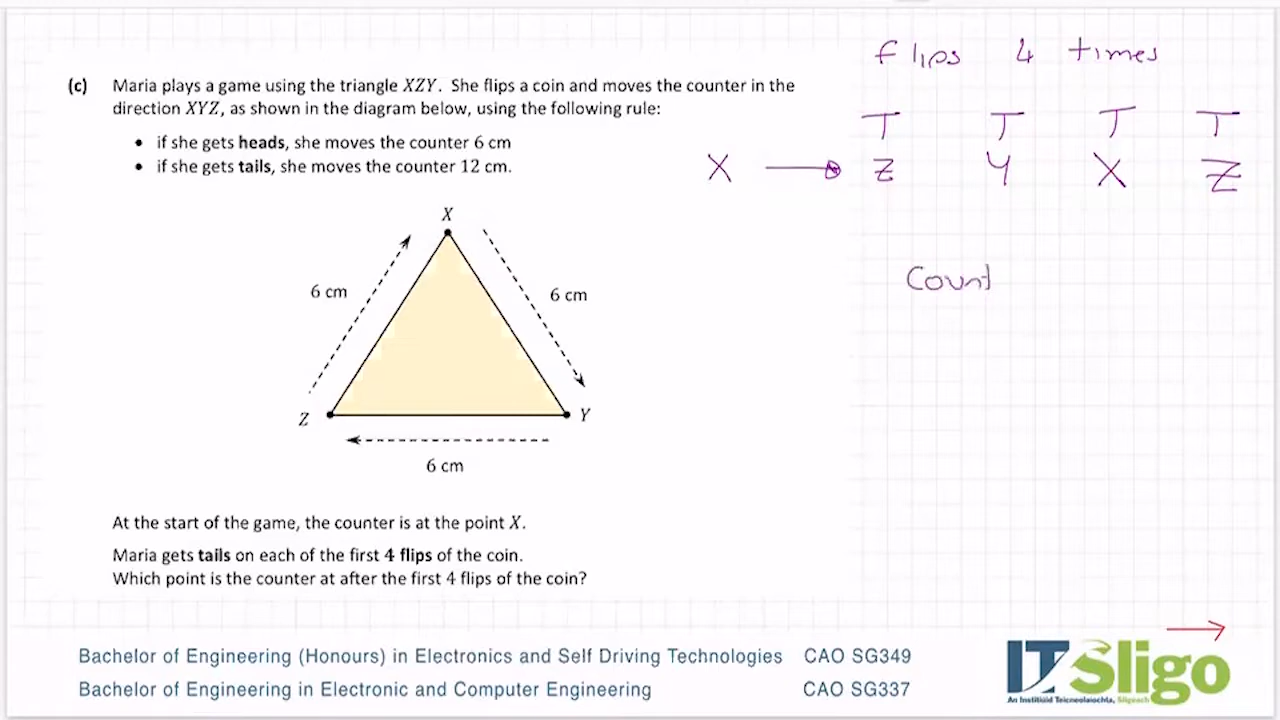 flips 4 times
(c) Maria plays a game using the triangle XZY. She flips a coin and moves the counter in the
direction XYZ, as shown in the diagram below, using the following rule:
• if she gets heads, she moves the counter 6 cm
• if she gets tails, she moves the counter 12 cm.
T T T T
X Z Y X Z
Count
X
6 cm
6 cm
Z
Y
6 cm
At the start of the game, the counter is at the point X.
Maria gets tails on each of the first 4 flips of the coin.
Which point is the counter at after the first 4 flips of the coin?
Bachelor of Engineering (Honours) in Electronics and Self Driving Technologies CAO SG349
Bachelor of Engineering in Electronic and Computer Engineering CAO SG337
IT Sligo
An Institiúid Teicneolaíochta, Sligeach